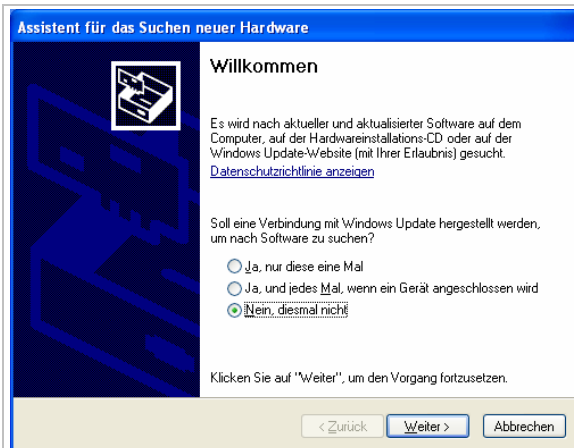 Assistent für das Suchen neuer Hardware
Willkommen
Es wird nach aktueller und aktualisierter Software auf dem
Computer, auf der Hardwareinstallations-CD oder auf der
Windows Update-Website (mit Ihrer Erlaubnis) gesucht.
Datenschutzrichtlinie anzeigen
Soll eine Verbindung mit Windows Update hergestellt werden,
um nach Software zu suchen?
Ja, nur diese eine Mal
Ja, und jedes Mal, wenn ein Gerät angeschlossen wird
Nein, diesmal nicht
Klicken Sie auf "Weiter", um den Vorgang fortzusetzen.
< Zurück Weiter > Abbrechen